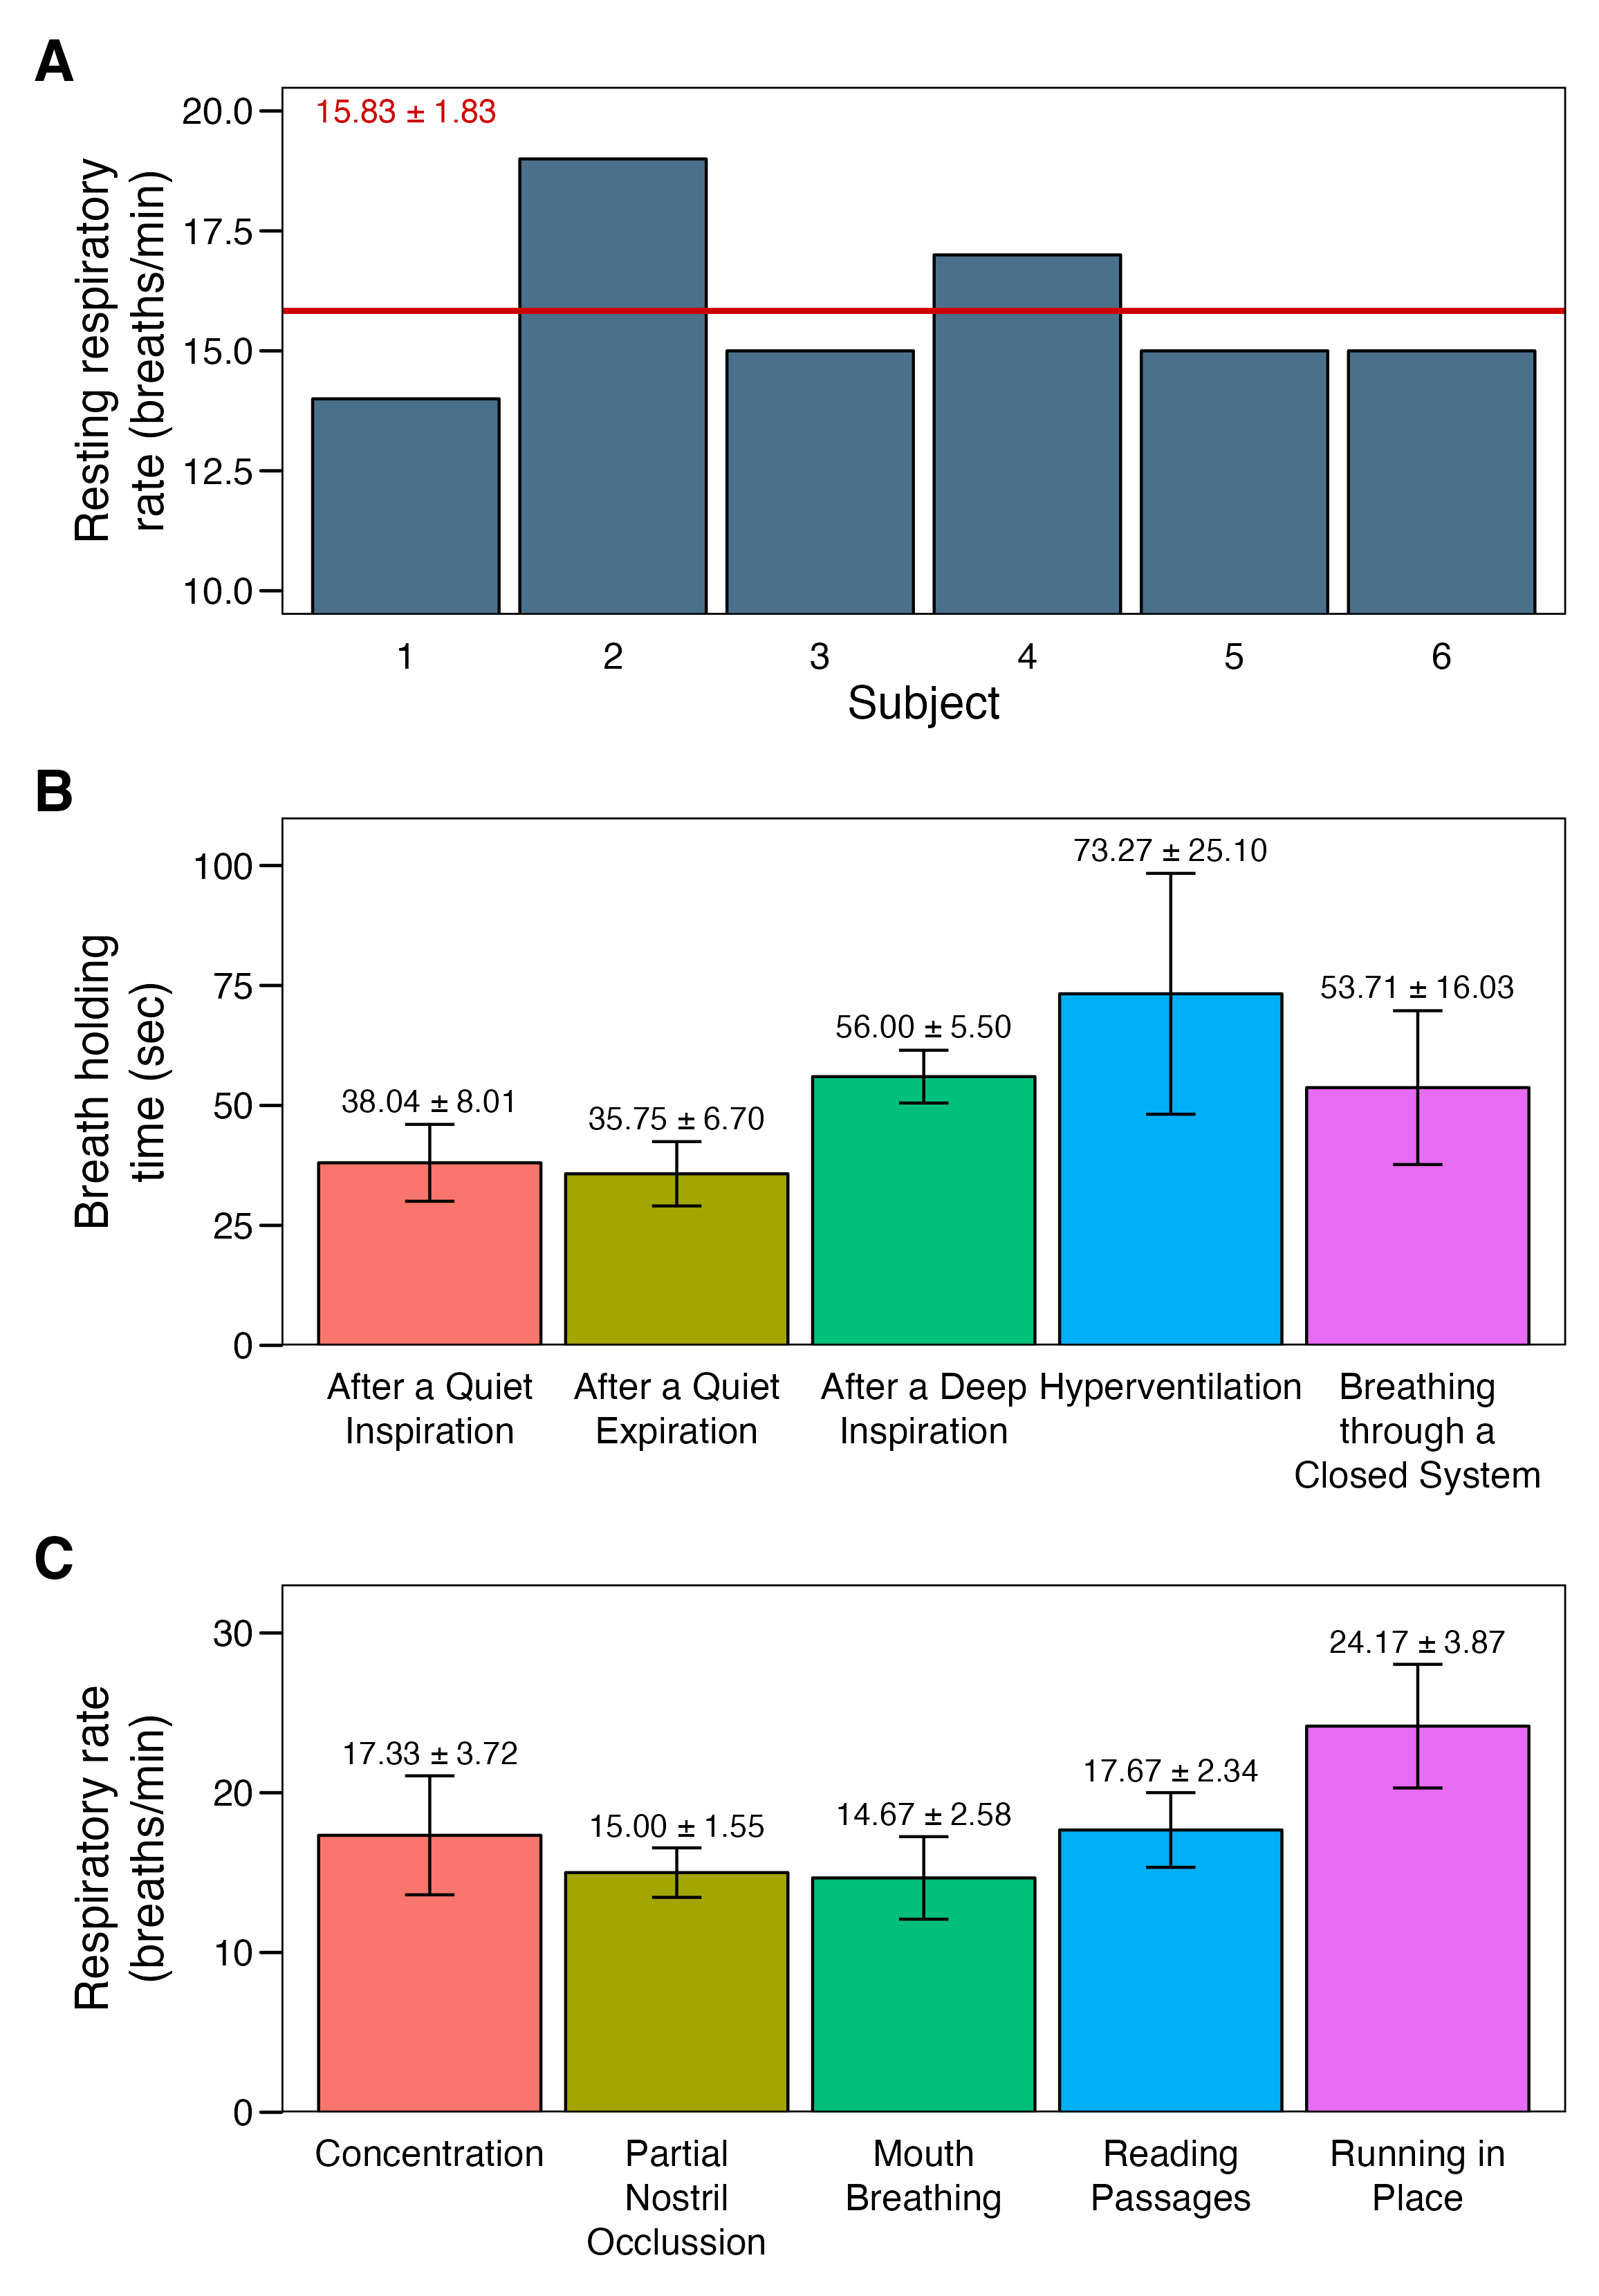 A
Resting respiratory
rate (breaths/min)
20.0
17.5
15.0
12.5
10.0
15.83 ± 1.83
1 2 3 4 5 6
Subject
B
Breath holding
time (sec)
100
75
50
25
0
38.04 ± 8.01
35.75 ± 6.70
56.00 ± 5.50
73.27 ± 25.10
53.71 ± 16.03
After a Quiet
Inspiration
After a Quiet
Expiration
After a Deep
Inspiration
Hyperventilation
Breathing
through a
Closed System
C
Respiratory rate
(breaths/min)
30
20
10
0
17.33 ± 3.72
15.00 ± 1.55
14.67 ± 2.58
17.67 ± 2.34
24.17 ± 3.87
Concentration
Partial
Nostril
Occlussion
Mouth
Breathing
Reading
Passages
Running in
Place